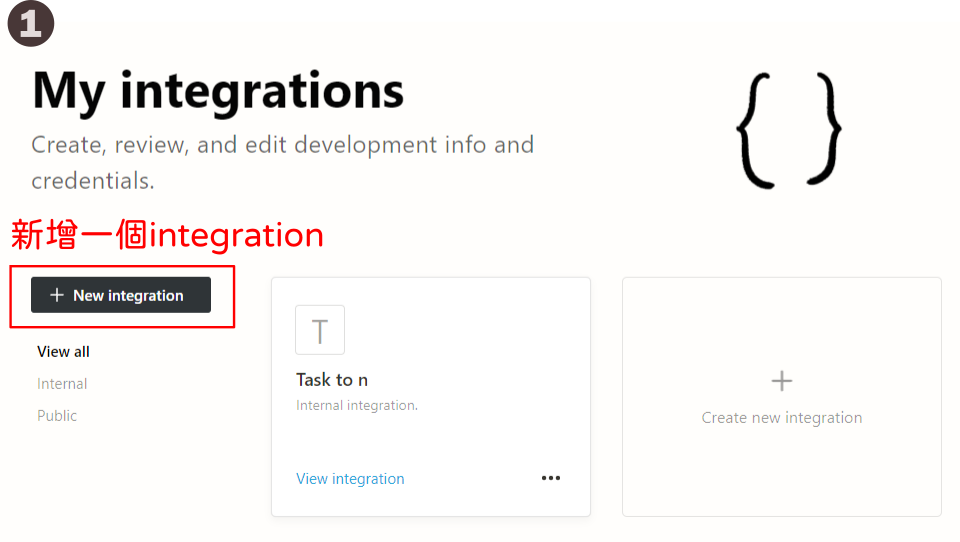 1
My integrations
Create, review, and edit development info and
credentials.
新增一個integration
+ New integration
View all
Internal
Public
T
Task to n
Internal integration.
View integration
•••
+
Create new integration
{ }